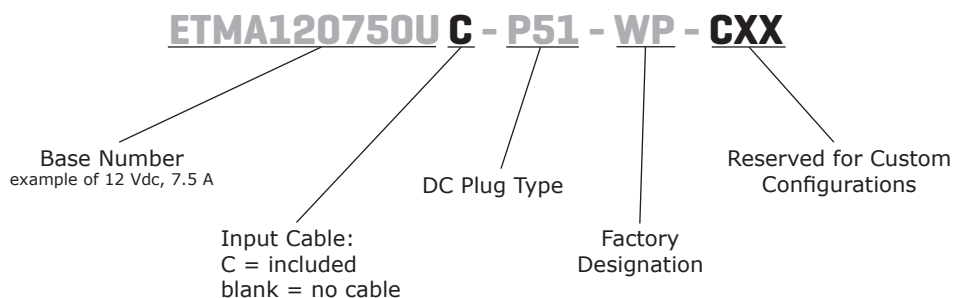 ETMA120750U C - P51 - WP - CXX
Base Number
example of 12 Vdc, 7.5 A
Input Cable:
C = included
blank = no cable
DC Plug Type
Factory
Designation
Reserved for Custom
Configurations